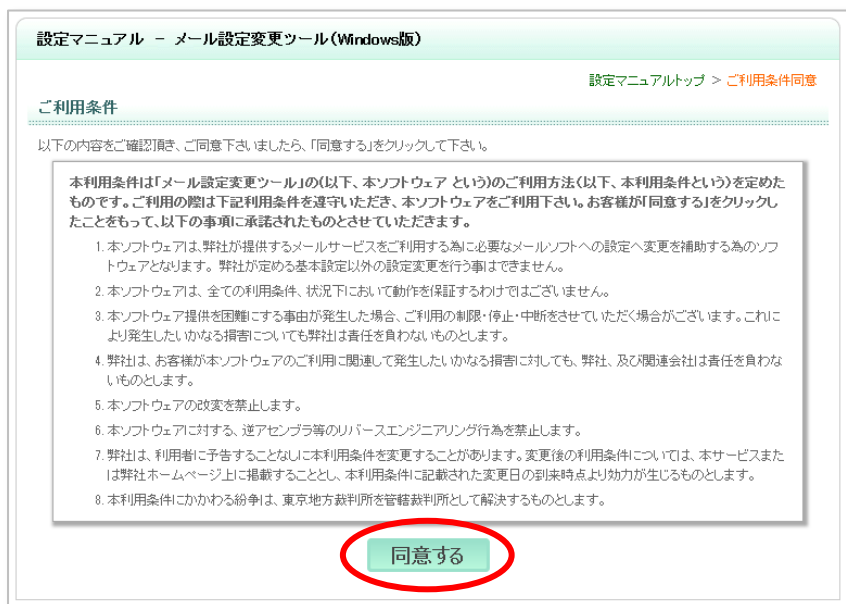 設定マニュアル － メール設定変更ツール（Windows版）
設定マニュアルトップ ＞ ご利用条件同意
ご利用条件
以下の内容をご確認頂き、ご同意下さいましたら、「同意する」をクリックして下さい。
本利用条件は「メール設定変更ツール」の（以下、本ソフトウェア という）のご利用方法（以下、本利用条件という）を定めた
ものです。ご利用の際は下記利用条件を遵守いただき、本ソフトウェアをご利用下さい。お客様が「同意する」をクリックし
たことをもって、以下の事項に承諾されたものとさせていただきます。
1. 本ソフトウェアは、弊社が提供するメールサービスをご利用する為に必要なメールソフトへの設定へ変更を補助する為のソフ
トウェアとなります。弊社が定める基本設定以外の設定変更を行う事はできません。
2. 本ソフトウェアは、全ての利用条件、状況下において動作を保証するわけではございません。
3. 本ソフトウェア提供を困難にする事由が発生した場合、ご利用の制限・停止・中断をさせていただく場合がございます。これに
より発生したいかなる損害についても弊社は責任を負わないものとします。
4. 弊社は、お客様が本ソフトウェアのご利用に関連して発生したいかなる損害に対しても、弊社、及び関連会社は責任を負わな
いものとします。
5. 本ソフトウェアの改変を禁止します。
6. 本ソフトウェアに対する、逆アセンブラ等のリバースエンジニアリング行為を禁止します。
7. 弊社は、利用者に予告することなしに本利用条件を変更することがあります。変更後の利用条件については、本サービスまた
は弊社ホームページ上に掲載することとし、本利用条件に記載された変更日の到来時点より効力が生じるものとします。
8. 本利用条件にかかわる紛争は、東京地方裁判所を管轄裁判所として解決するものとします。
同意する